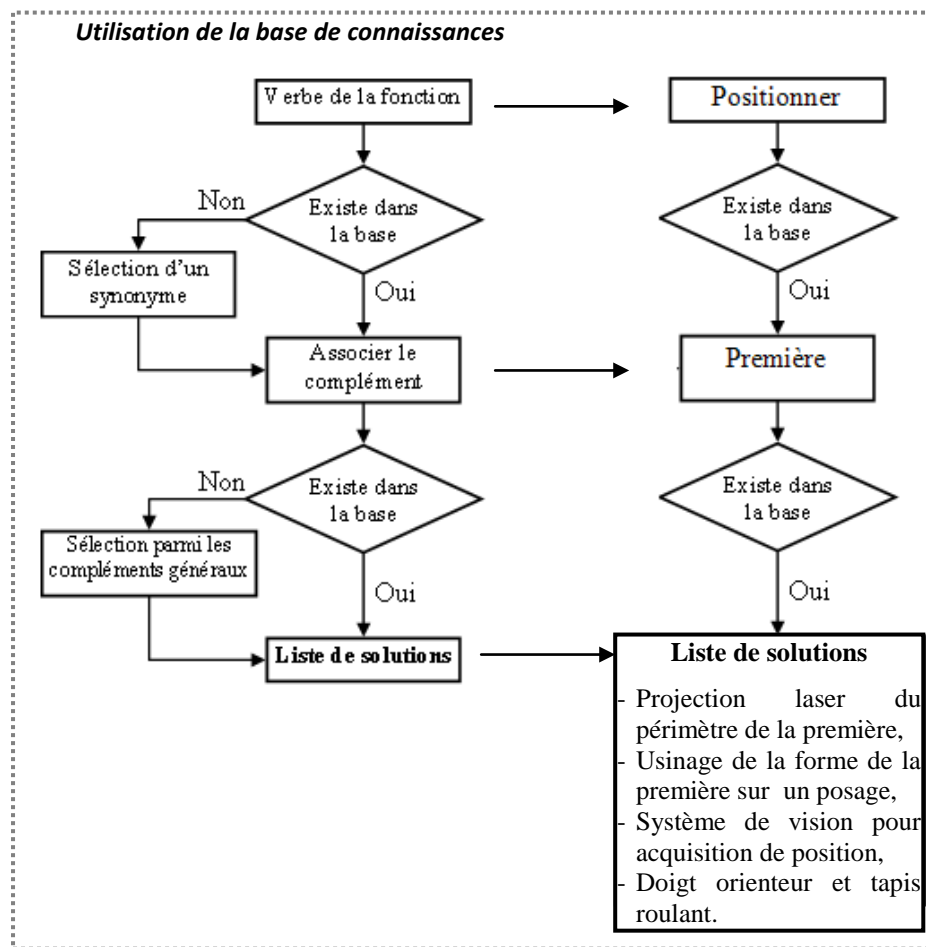 Utilisation de la base de connaissances
Verbe de la fonction
Non
Existe dans
la base
Sélection d'un
synonyme
Oui
Associer le
complément
Non
Existe dans
la base
Sélection parmi les
compléments généraux
Oui
Liste de solutions
Positionner
Existe dans
la base
Oui
Première
Existe dans
la base
Oui
Liste de solutions
- Projection laser du
périmètre de la première,
- Usinage de la forme de la
première sur un posage,
- Système de vision pour
acquisition de position,
- Doigt orienteur et tapis
roulant.